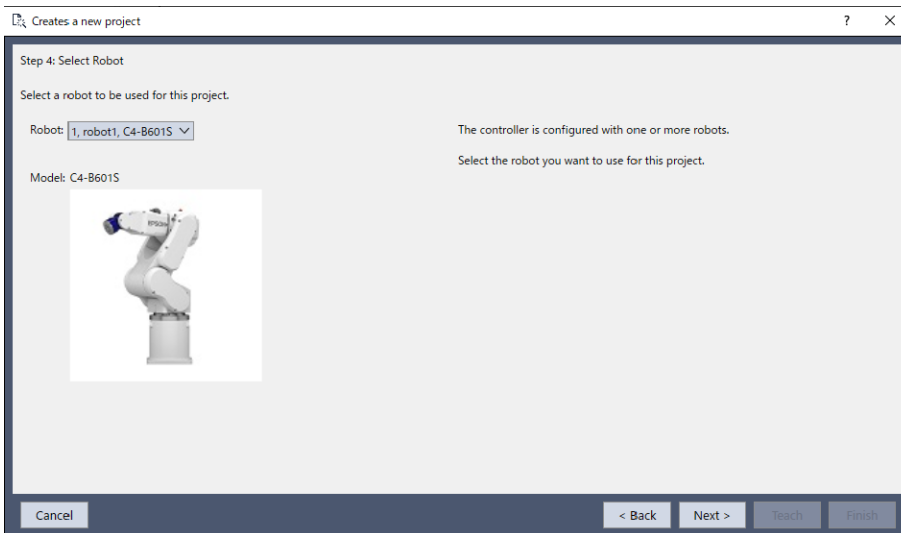 Creates a new project
?
Step 4: Select Robot
Select a robot to be used for this project.
Robot: 1, robot1, C4-B601S
The controller is configured with one or more robots.
Select the robot you want to use for this project.
Model: C4-B601S
EPSON
Cancel
< Back
Next >
Teach
Finish